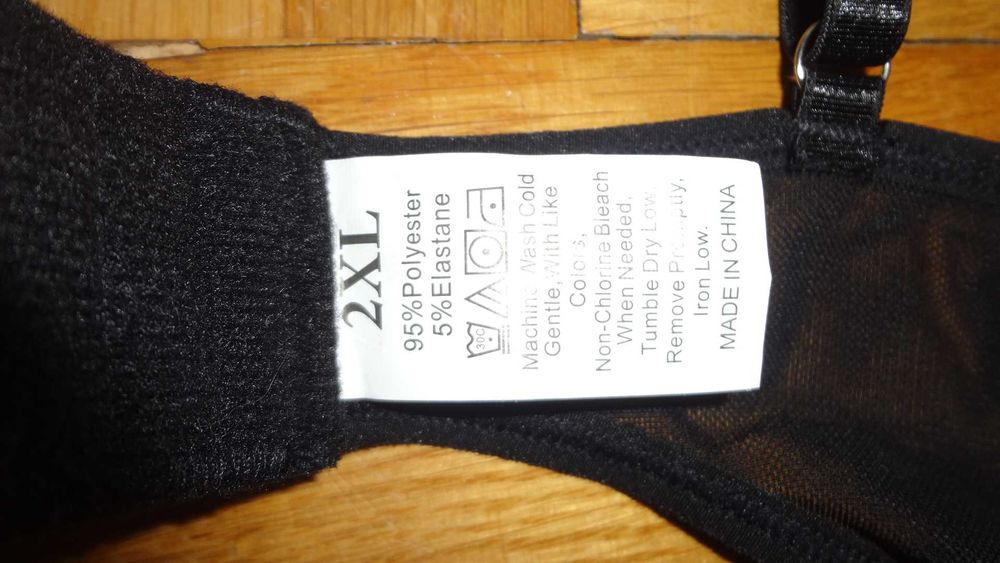 2XL
95%Polyester
5%Elastane
30C
Machine Wash Cold
Gentle,With Like
Colors,
Non-Chlorine Bleach
When Needed,
Tumble Dry Low.
Remove Promptly,
Iron Low.
MADE IN CHINA